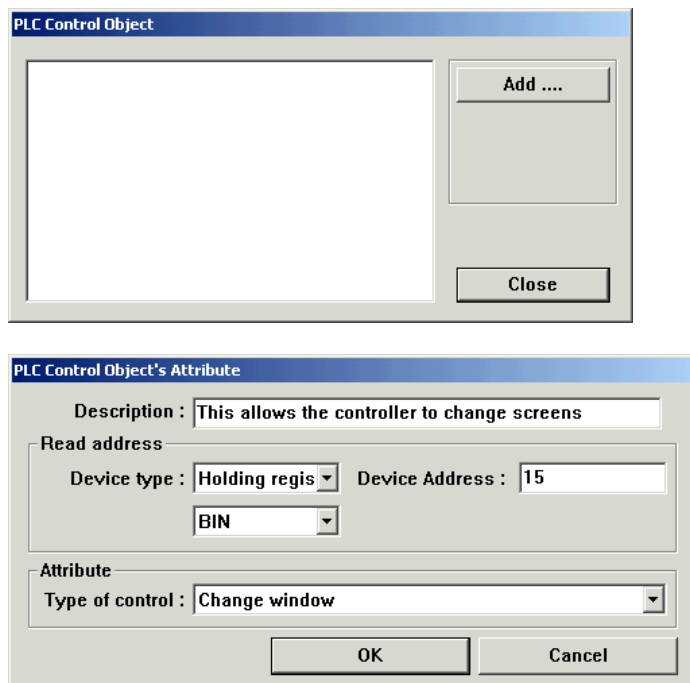 PLC Control Object
Add ....
Close
PLC Control Object's Attribute
Description : This allows the controller to change screens
Read address
Device type : Holding regis Device Address : 15
BIN
Attribute
Type of control : Change window
OK Cancel